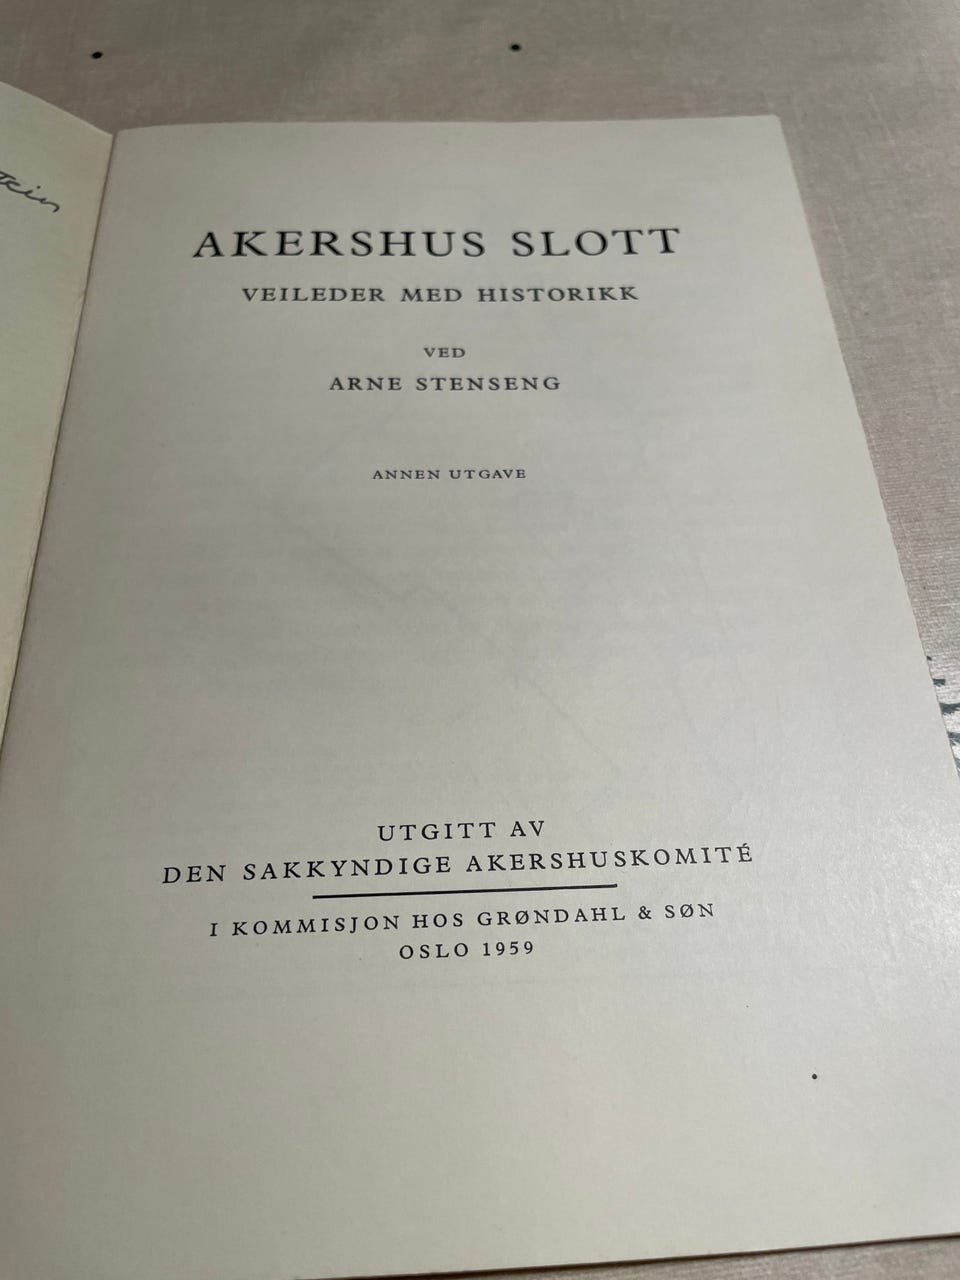 AKERSHUS SLOTT
VEILEDER MED HISTORIKK
VED
ARNE STENSENG
ANNEN UTGAVE
UTGITT AV
DEN SAKKYNDIGE AKERSHUSKOMITÉ
I KOMMISJON HOS GRØNDAHL & SØN
OSLO 1959